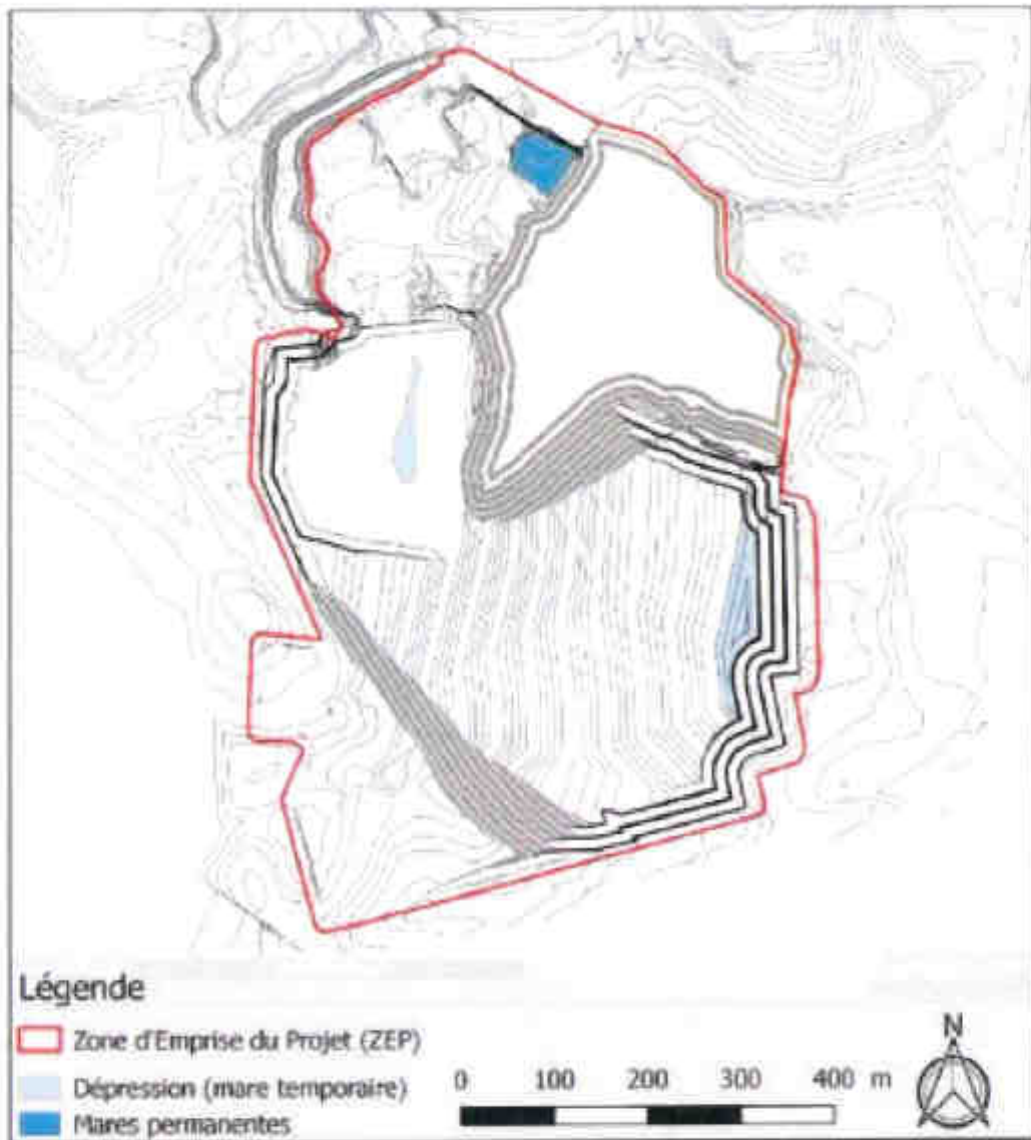 Légende
Zone d'Emprise du Projet (ZEP)
Dépression (mare temporaire)
Mares permanentes
0 100 200 300 400 m
N